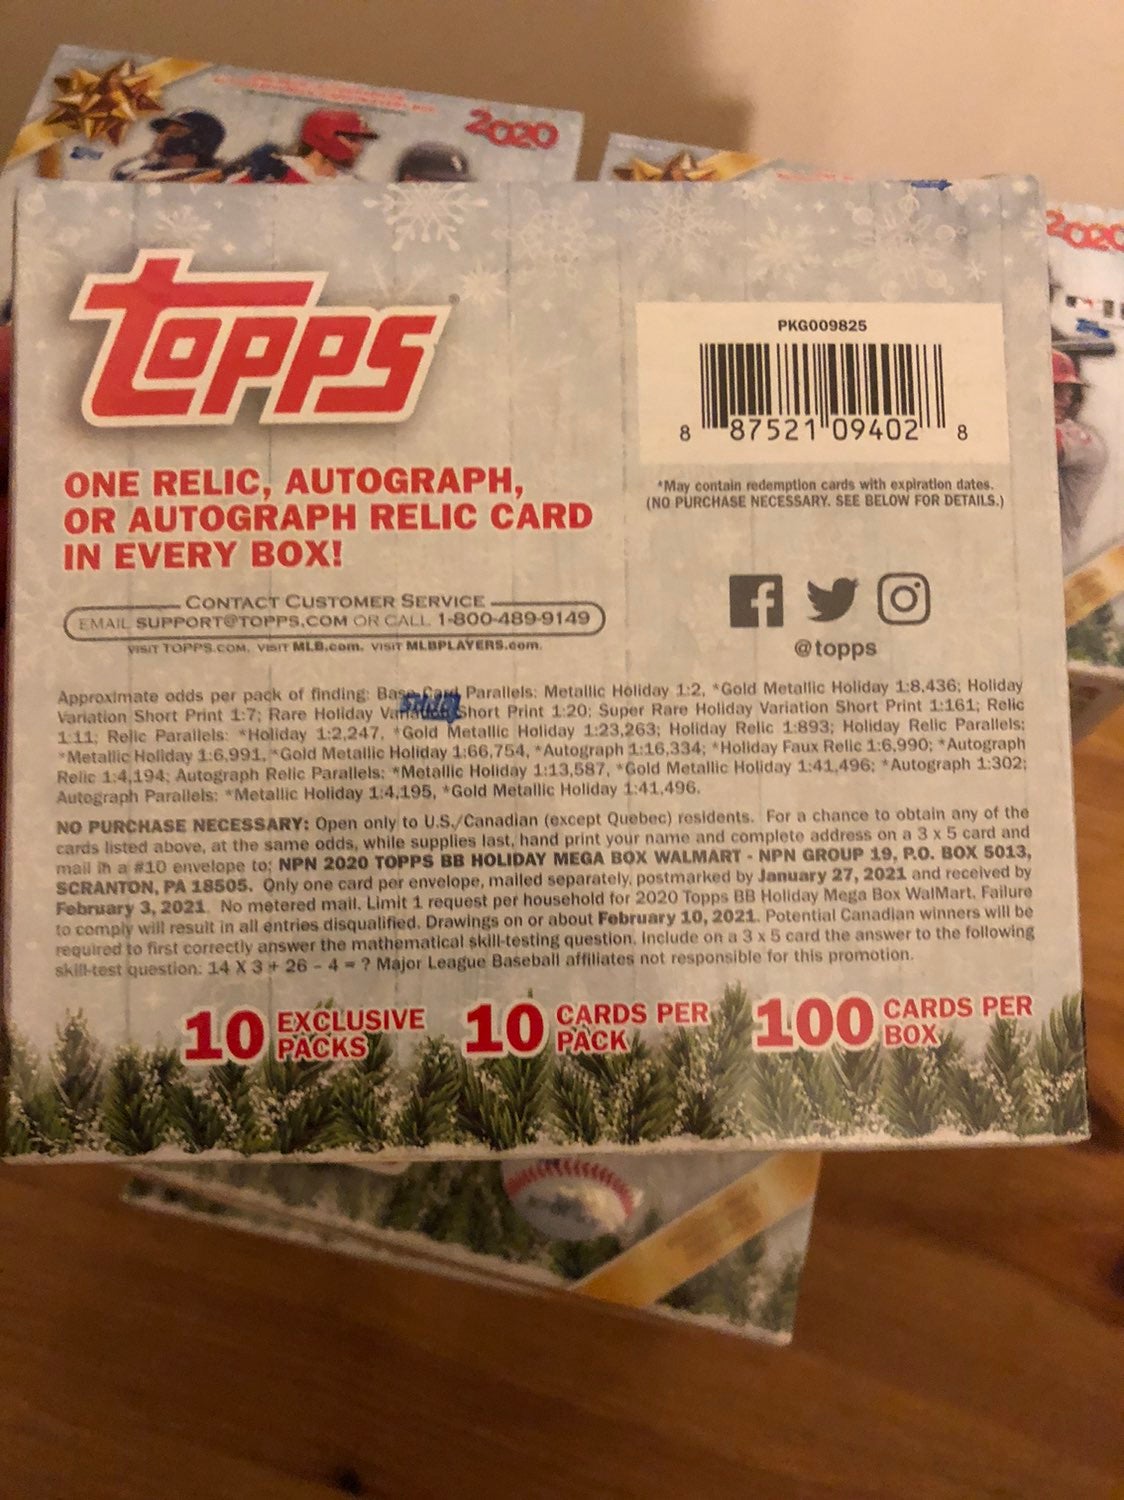 2020
2020
TOPPS
PKG009825
8 87521 09402 8
ONE RELIC, AUTOGRAPH,
OR AUTOGRAPH RELIC CARD
IN EVERY BOX!
*May contain redemption cards with expiration dates.
(NO PURCHASE NECESSARY. SEE BELOW FOR DETAILS.)
CONTACT CUSTOMER SERVICE
EMAIL SUPPORT@TOPPS.COM OR CALL 1-800-489-9149
VISIT TOPPS.COM. VISIT MLB.com. VISIT MLBPLAYERS.com.
@topps
Approximate odds per pack of finding: Base Card Parallels: Metallic Holiday 1:2, *Gold Metallic Holiday 1:8,436; Holiday
Variation Short Print 1:7; Rare Holiday Variation Short Print 1:20; Super Rare Holiday Variation Short Print 1:161; Relic
1:11; Relic Parallels: *Holiday 1:2,247, *Gold Metallic Holiday 1:23,263; Holiday Relic 1:893; Holiday Relic Parallels:
*Metallic Holiday 1:6,991, *Gold Metallic Holiday 1:66,754, *Autograph 1:16,334; *Holiday Faux Relic 1:6,990; *Autograph
Relic 1:4,194; Autograph Relic Parallels: *Metallic Holiday 1:13,587, *Gold Metallic Holiday 1:41,496; *Autograph 1:302;
Autograph Parallels: *Metallic Holiday 1:4,195, *Gold Metallic Holiday 1:41,496.
NO PURCHASE NECESSARY: Open only to U.S./Canadian (except Quebec) residents. For a chance to obtain any of the
cards listed above, at the same odds, while supplies last, hand print your name and complete address on a 3 x 5 card and
mail in a #10 envelope to: NPN 2020 TOPPS BB HOLIDAY MEGA BOX WALMART - NPN GROUP 19, P.O. BOX 5013,
SCRANTON, PA 18505. Only one card per envelope, mailed separately, postmarked by January 27, 2021 and received by
February 3, 2021. No metered mail. Limit 1 request per household for 2020 Topps BB Holiday Mega Box WalMart. Failure
to comply will result in all entries disqualified. Drawings on or about February 10, 2021. Potential Canadian winners will be
required to first correctly answer the mathematical skill-testing question. Include on a 3 x 5 card the answer to the following
skill-test question: 14 X 3 + 26 – 4 = ? Major League Baseball affiliates not responsible for this promotion.
10 EXCLUSIVE PACKS
10 CARDS PER PACK
100 CARDS PER BOX